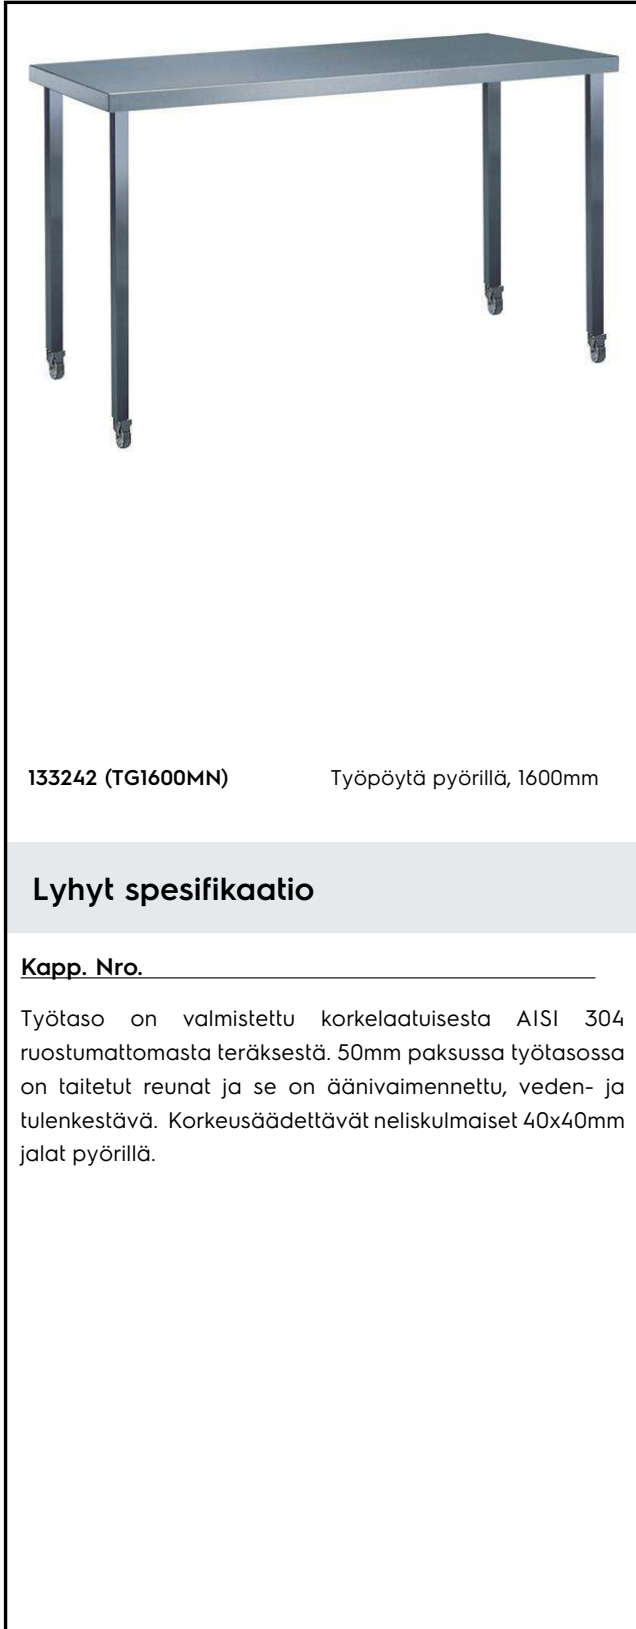 133242 (TG1600MN) Työpöytä pyörillä, 1600mm
Lyhyt spesifikaatio
Kapp. Nro.
Työtaso on valmistettu korkelaatuisesta AISI 304
ruostumattomasta teräksestä. 50mm paksussa työtasossa
on taitetut reunat ja se on äänivaimennettu, veden- ja
tulenkestävä. Korkeusäädettävät neliskulmaiset 40x40mm
jalat pyörillä.